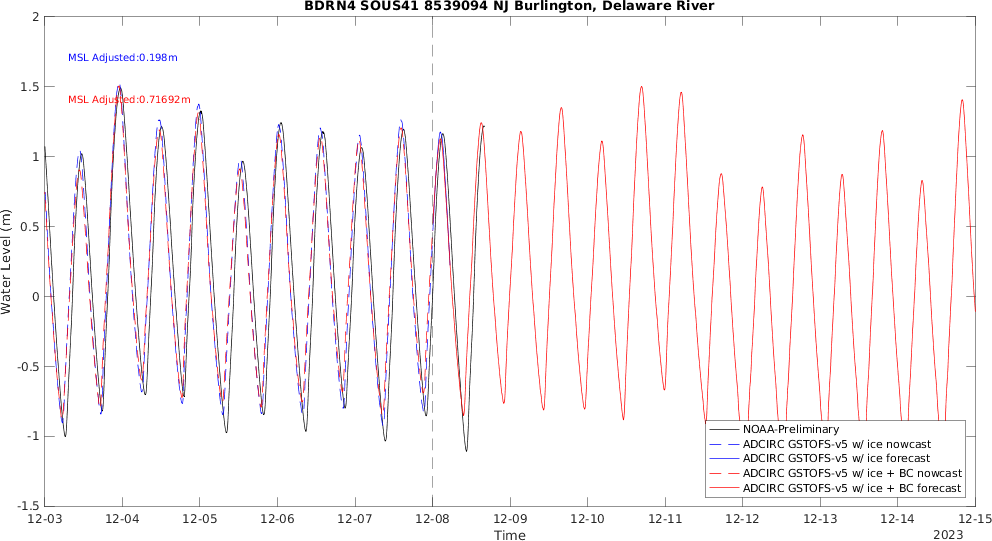 BDRN4 SOUS41 8539094 NJ Burlington, Delaware River
MSL Adjusted:0.198m
MSL Adjusted:0.71692m
Water Level (m)
2
1.5
1
0.5
0
-0.5
-1
-1.5
NOAA-Preliminary
ADCIRC GSTOFS-v5 w/ ice nowcast
ADCIRC GSTOFS-v5 w/ ice forecast
ADCIRC GSTOFS-v5 w/ ice + BC nowcast
ADCIRC GSTOFS-v5 w/ ice + BC forecast
12-03 12-04 12-05 12-06 12-07 12-08 12-09 12-10 12-11 12-12 12-13 12-14 12-15
Time
2023